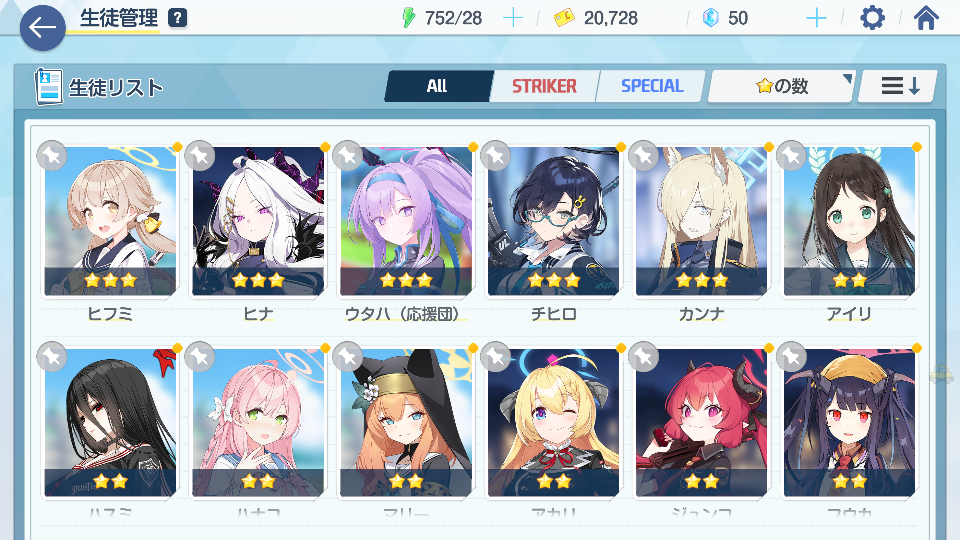 生徒管理 ?
752/28
20,728
50
生徒リスト
All
STRIKER
SPECIAL
の数
ヒフミ
ヒナ
ウタハ（応援団）
チヒロ
カンナ
アイリ
ハスミ
ハナコ
マリー
アカリ
ジュンコ
フウカ